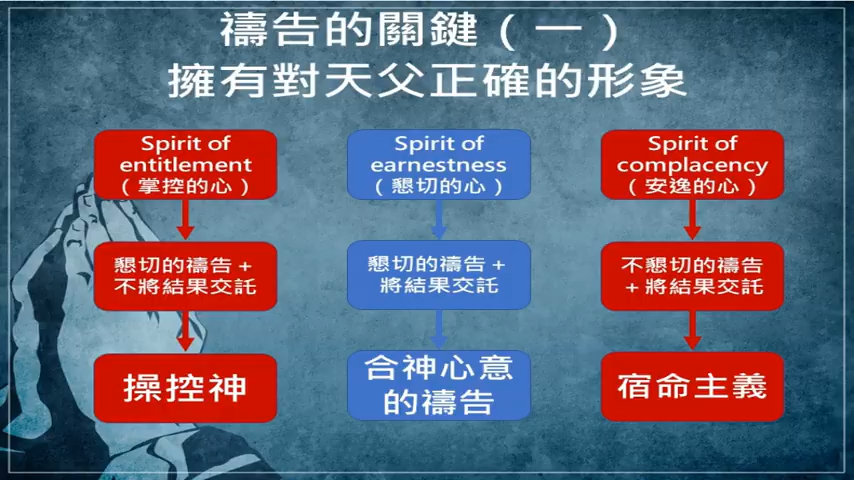 禱告的關鍵（一）
擁有對天父正確的形象
Spirit of
entitlement
（掌控的心）
懇切的禱告＋
不將結果交託
操控神
Spirit of
earnestness
（懇切的心）
懇切的禱告＋
將結果交託
合神心意
的禱告
Spirit of
complacency
（安逸的心）
不懇切的禱告
＋將結果交託
宿命主義